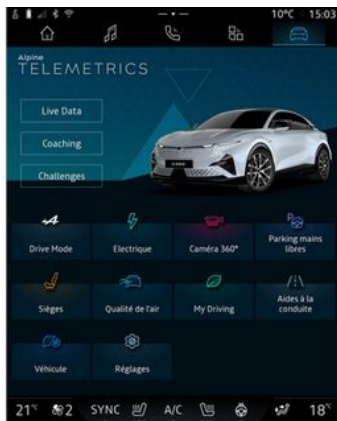 10°C 15:03
Alpine
TELEMETRICS
Live Data
Coaching
Challenges
Drive Mode
Electrique
Caméra 360°
Parking mains
libres
Sièges
Qualité de l'air
My Driving
Aides à la
conduite
Véhicule
Réglages
21°C 2 SYNC A/C 18°C